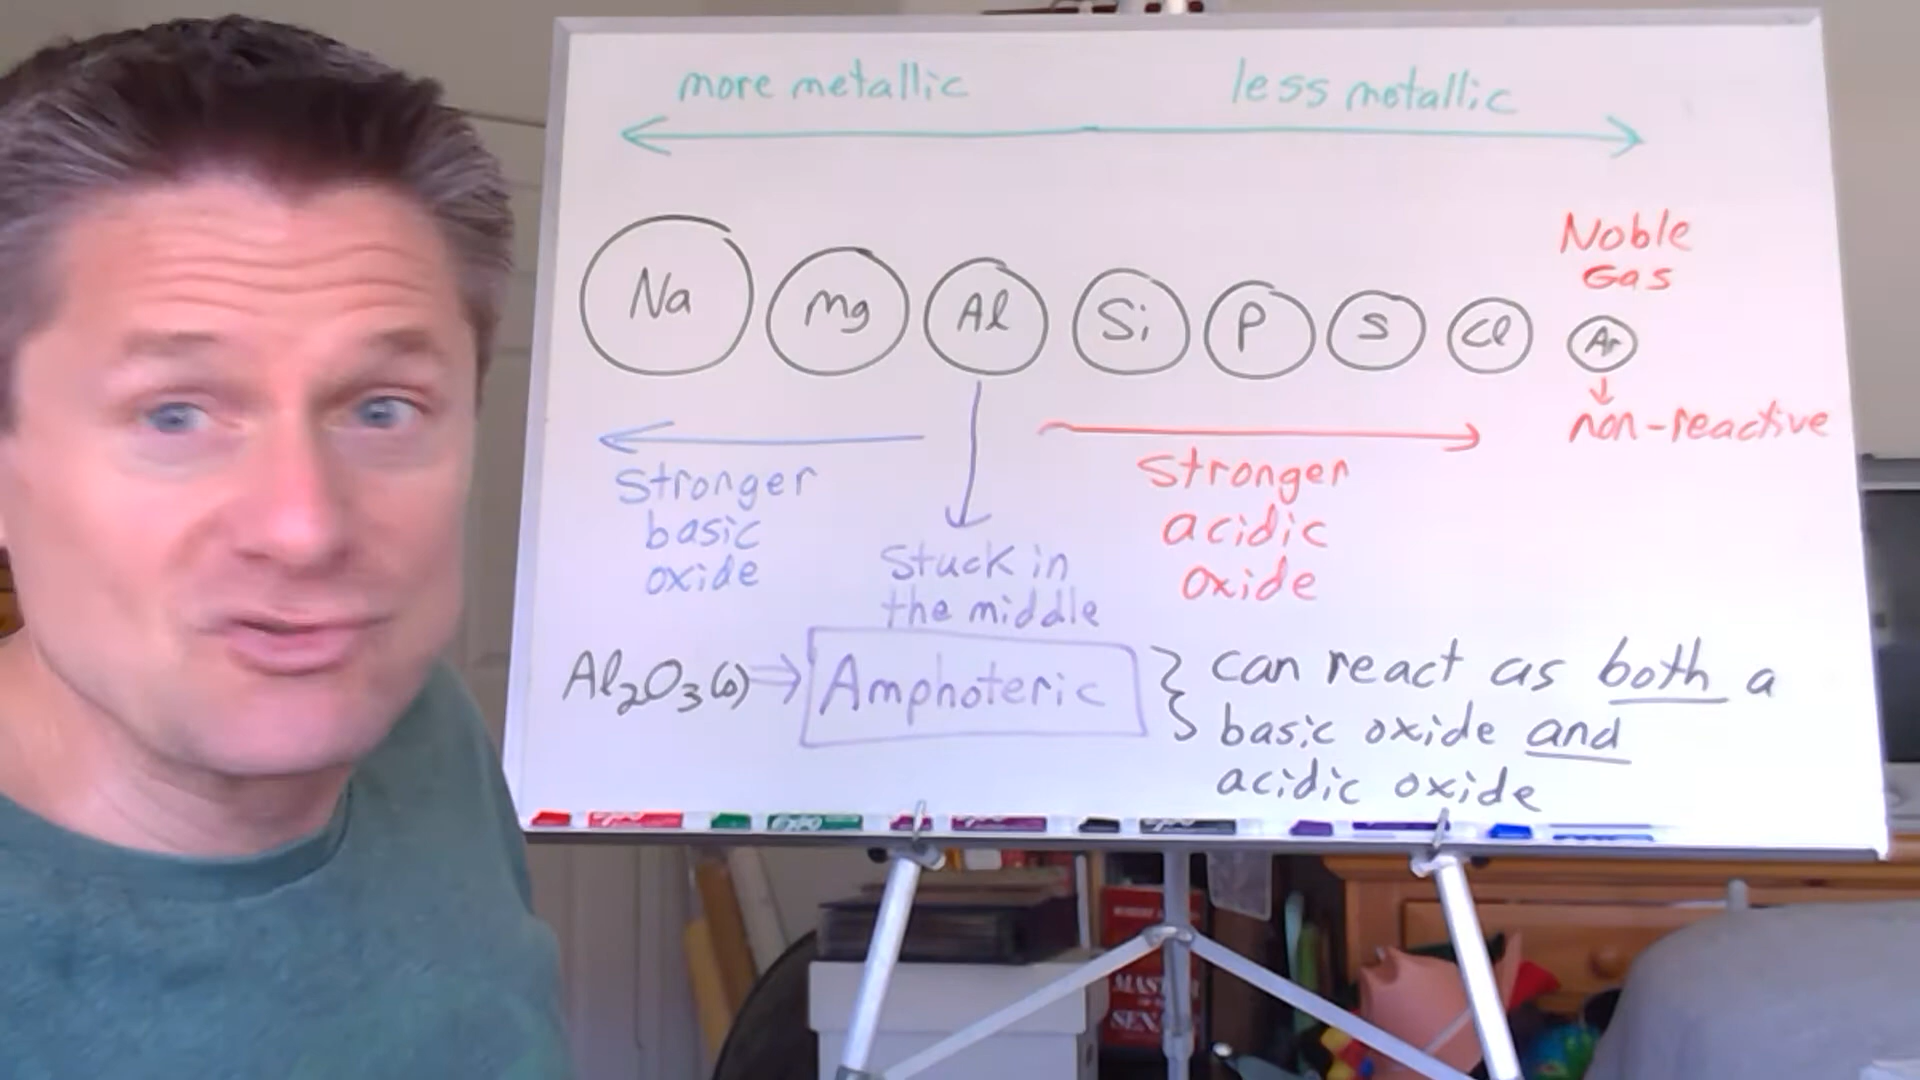 more metallic
less metallic
Noble
Gas
Na
Mg
Al
Si
P
S
Cl
Ar
non-reactive
Stronger
basic
oxide
Stuck in
the middle
Stronger
acidic
oxide
Al₂O₃(s) ⇒ Amphoteric
can react as both a
basic oxide and
acidic oxide
EXPO